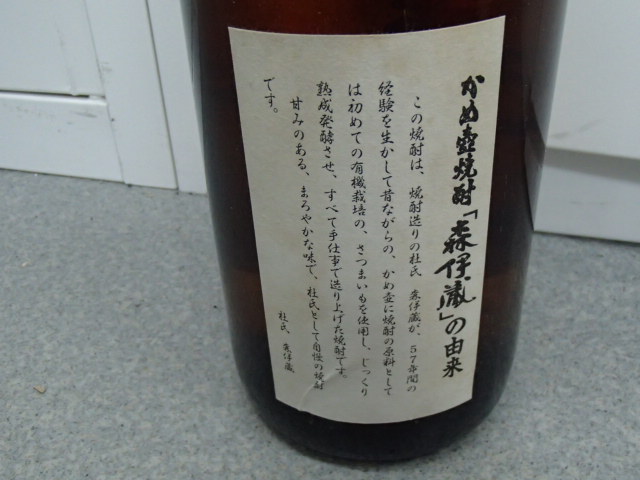 かめ壺焼酎「森伊蔵」の由来
この焼酎は、焼酎造りの杜氏 森伊蔵が、57年間の
経験を生かして昔ながらの、かめ壺に焼酎の原料として
は初めての有機栽培の、さつまいもを使用し、じっくり
熟成発酵させ、すべて手仕事で造り上げた焼酎です。
甘みのある、まろやかな味で、杜氏として自慢の焼酎
です。
杜氏、森伊蔵